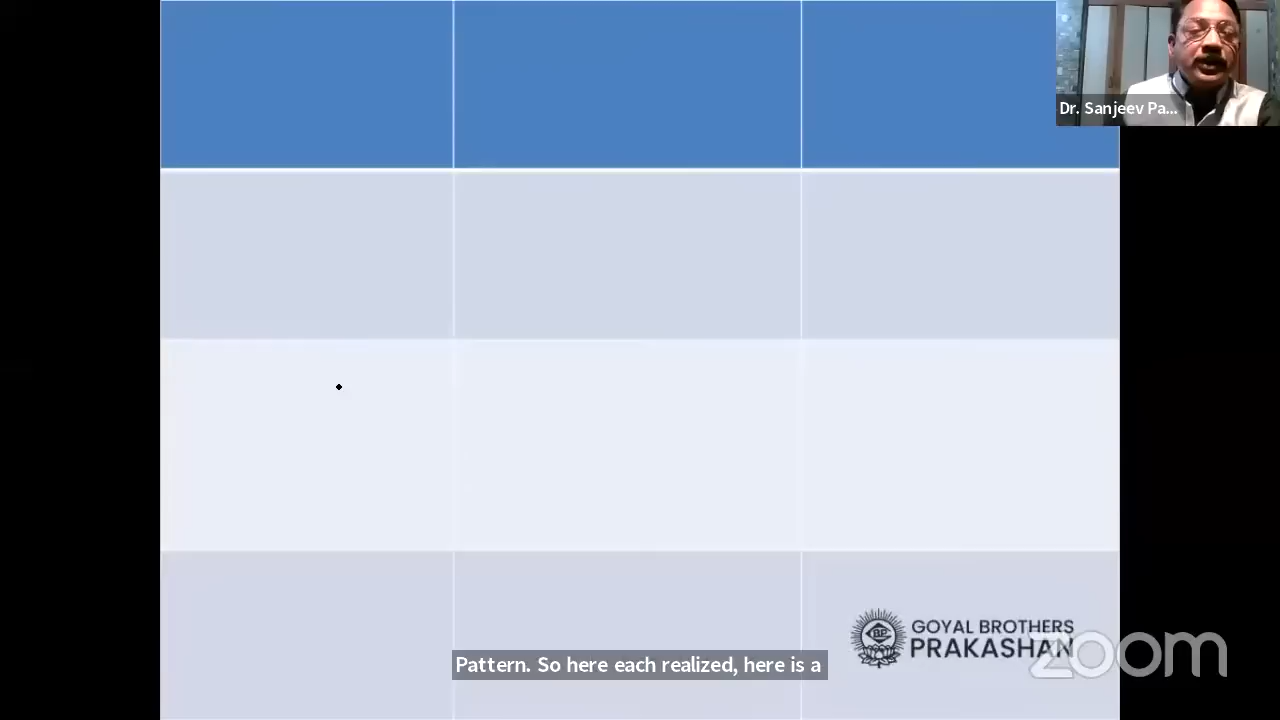 Dr. Sanjeev Pa...
GOYAL BROTHERS
PRAKASHAN
zoom
Pattern. So here each realized, here is a